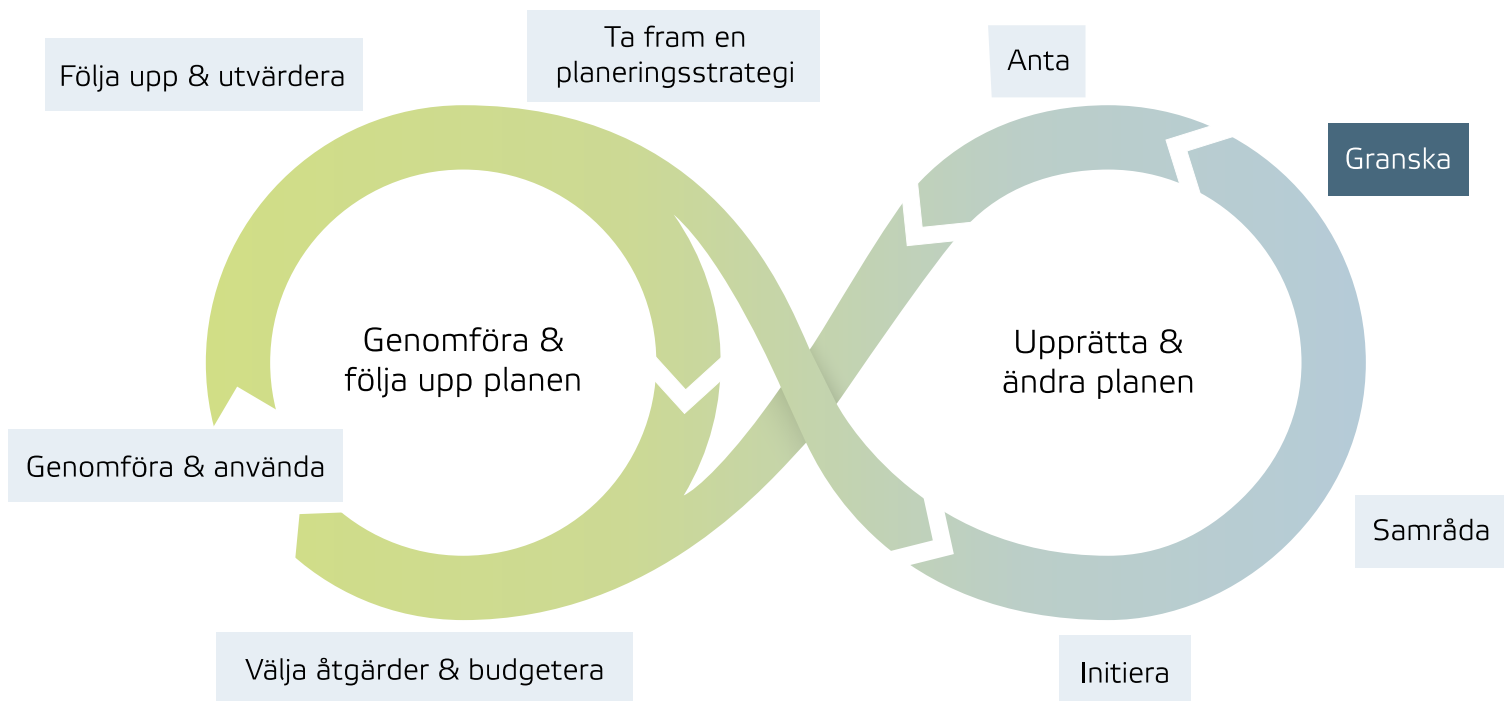 Följa upp & utvärdera
Ta fram en
planeringsstrategi
Anta
Granska
Genomföra &
följa upp planen
Upprätta &
ändra planen
Genomföra & använda
Samråda
Välja åtgärder & budgetera
Initiera